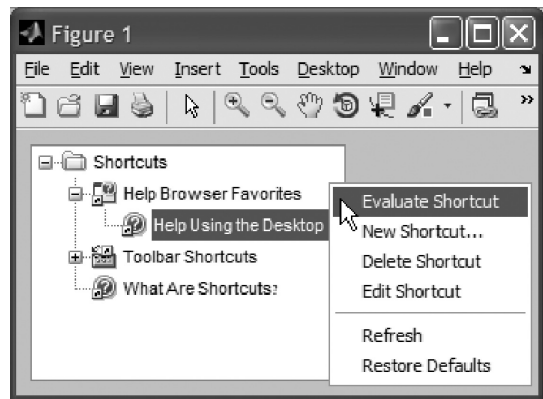 Figure 1
File Edit View Insert Tools Desktop Window Help
Shortcuts
Help Browser Favorites
Help Using the Desktop
Toolbar Shortcuts
What Are Shortcuts?
Evaluate Shortcut
New Shortcut...
Delete Shortcut
Edit Shortcut
Refresh
Restore Defaults